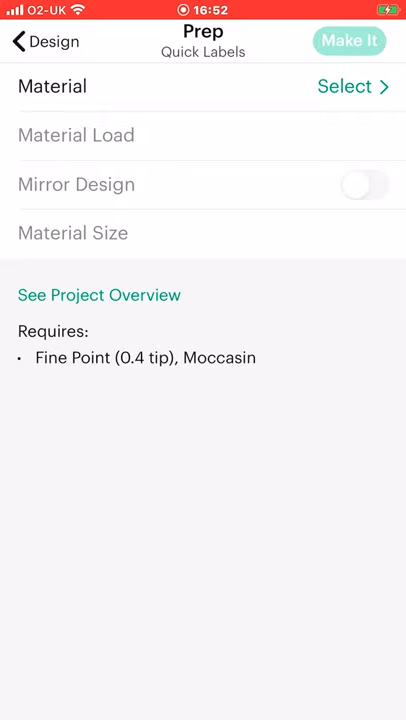 O2-UK 16:52
Design Prep Make It
Quick Labels
Material Select
Material Load
Mirror Design
Material Size
See Project Overview
Requires:
• Fine Point (0.4 tip), Moccasin